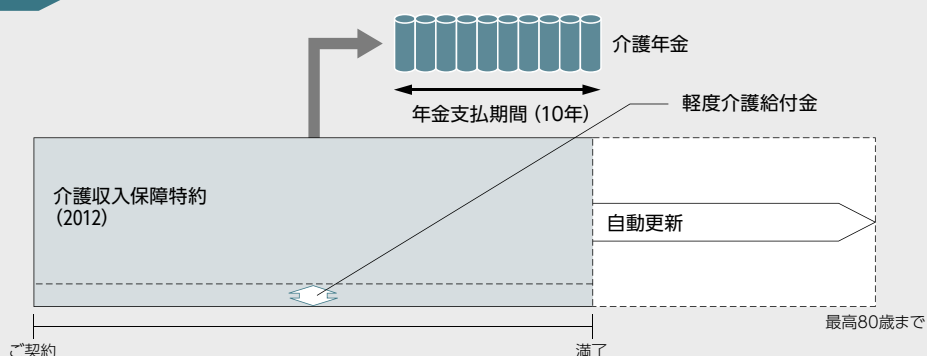 介護年金
年金支払期間（10年）
軽度介護給付金
介護収入保障特約
（2012）
自動更新
最高80歳まで
ご契約
満了